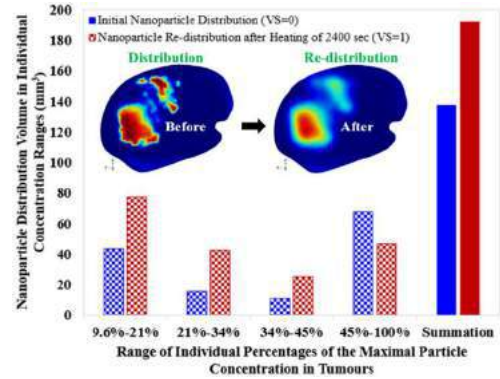 200
180
160
140
120
100
80
60
40
20
0
Nanoparticle Distribution Volume in Individual
Concentration Ranges (mm³)
Initial Nanoparticle Distribution (VS=0)
Nanoparticle Re-distribution after Heating of 2400 sec (VS=1)
Distribution
Re-distribution
Before
After
9.6%-21%
21%-34%
34%-45%
45%-100%
Summation
Range of Individual Percentages of the Maximal Particle
Concentration in Tumours